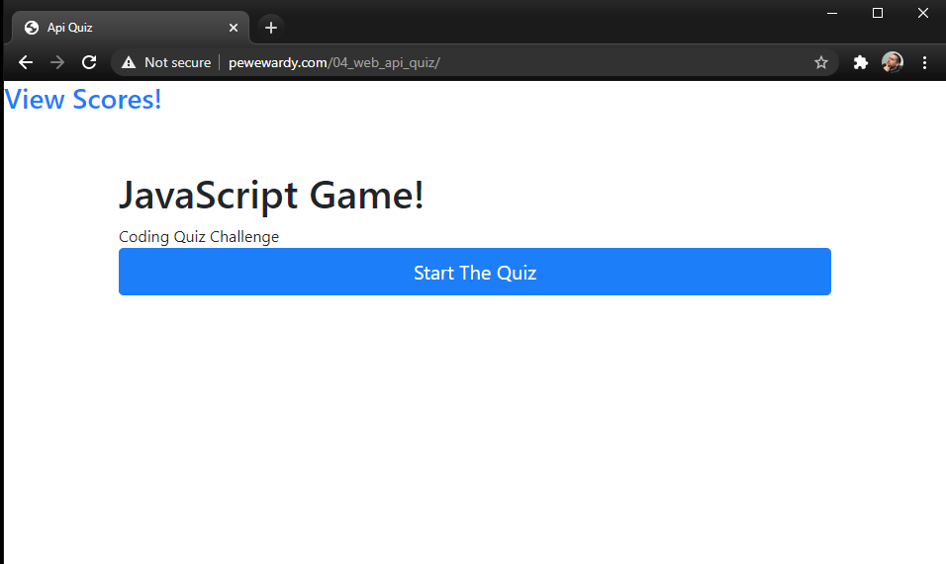 Api Quiz
Not secure
pewewardy.com/04_web_api_quiz/
View Scores!
JavaScript Game!
Coding Quiz Challenge
Start The Quiz